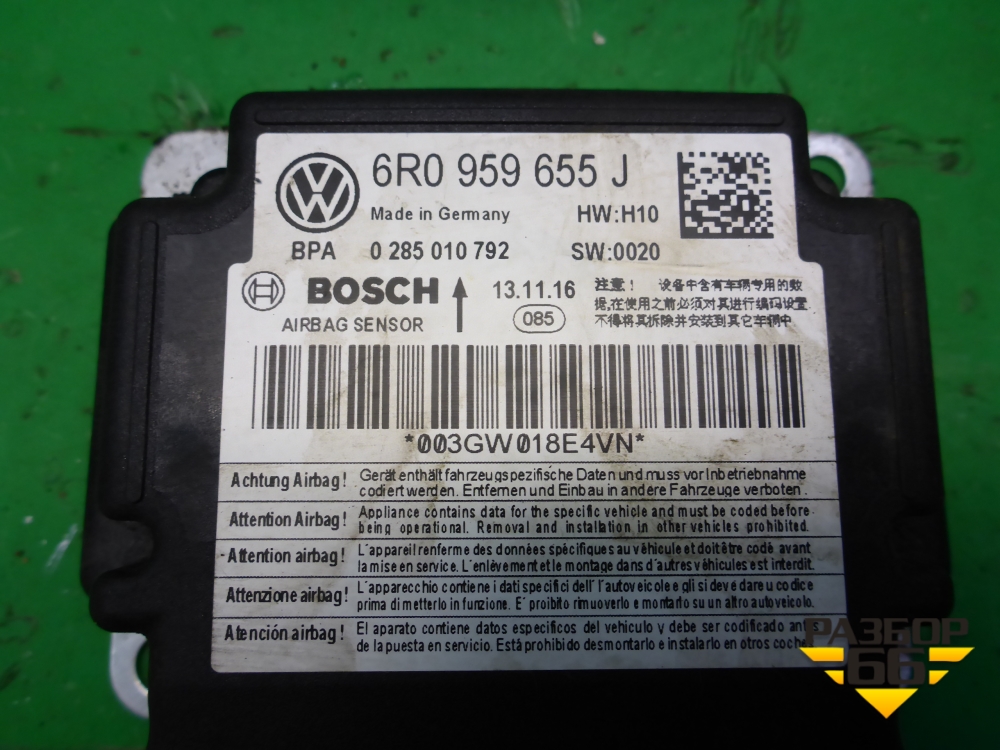 6R0 959 655 J
Made in Germany HW:H10
BPA 0 285 010 792 SW:0020
BOSCH 13.11.16
AIRBAG SENSOR 085
注意! 设备中含有车辆专用的数
据,在使用之前必须对其进行编码设置
不得将其拆除并安装到其它车辆中
*003GW018E4VN*
Achtung Airbag! Gerät enthält fahrzeugspezifische Daten und muss vor Inbetriebnahme
codiert werden. Entfernen und Einbau in andere Fahrzeuge verboten.
Attention Airbag! Appliance contains data for the specific vehicle and must be coded before
being operational. Removal and installation in other vehicles prohibited.
Attention airbag! L'appareil renferme des données spécifiques au véhicule et doit être codé avant
la mise en service. L'enlèvement et le montage dans d'autres véhicules est interdit.
Attenzione airbag! L'apparecchio contiene i dati specifici dell' l'autoveicole e gli si deve dare u codice
prima di metterlo in funzione. E' proibito rimuoverlo e montarlo su un altro autoveicolo.
Atención airbag! El aparato contiene datos específicos del vehículo y debe ser codificado antes
de la puesta en servicio. Está prohibido desmontarlo e instalarlo en otros coches
РАЗБОР
66